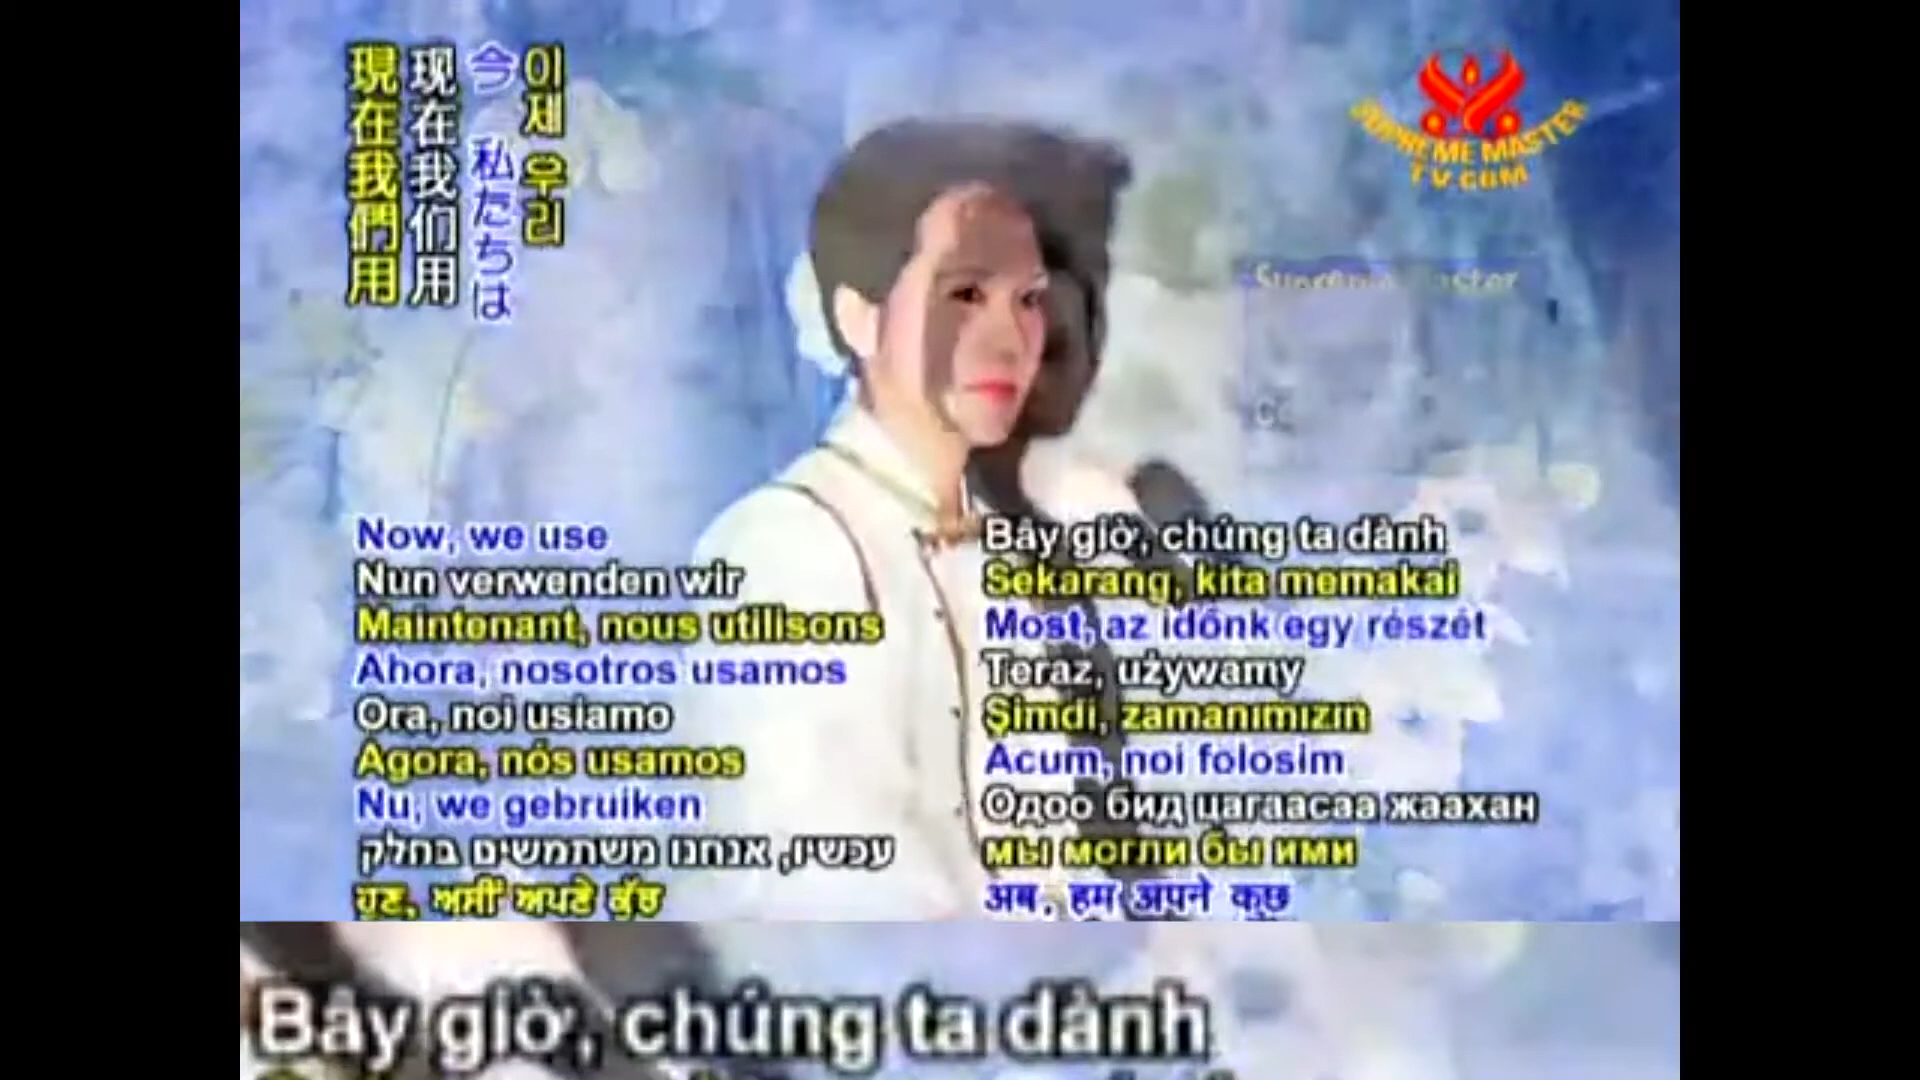 現在我們用
现在我们用
今 私たちは
이제 우리
SUPREME MASTER
TV.COM
Now, we use
Nun verwenden wir
Maintenant, nous utilisons
Ahora, nosotros usamos
Ora, noi usiamo
Agora, nós usamos
Nu, we gebruiken
עכשיו, אנחנו משתמשים בחלק
ਹੁਣ, ਅਸੀਂ ਅਪਣੇ ਕੁੱਝ
Bây giờ, chúng ta dành
Sekarang, kita memakai
Most, az időnk egy részét
Teraz, używamy
Şimdi, zamanımızın
Acum, noi folosim
Одоо бид цагаасаа жаахан
мы могли бы ими
अब, हम अपने कुछ
Bây giờ, chúng ta dành